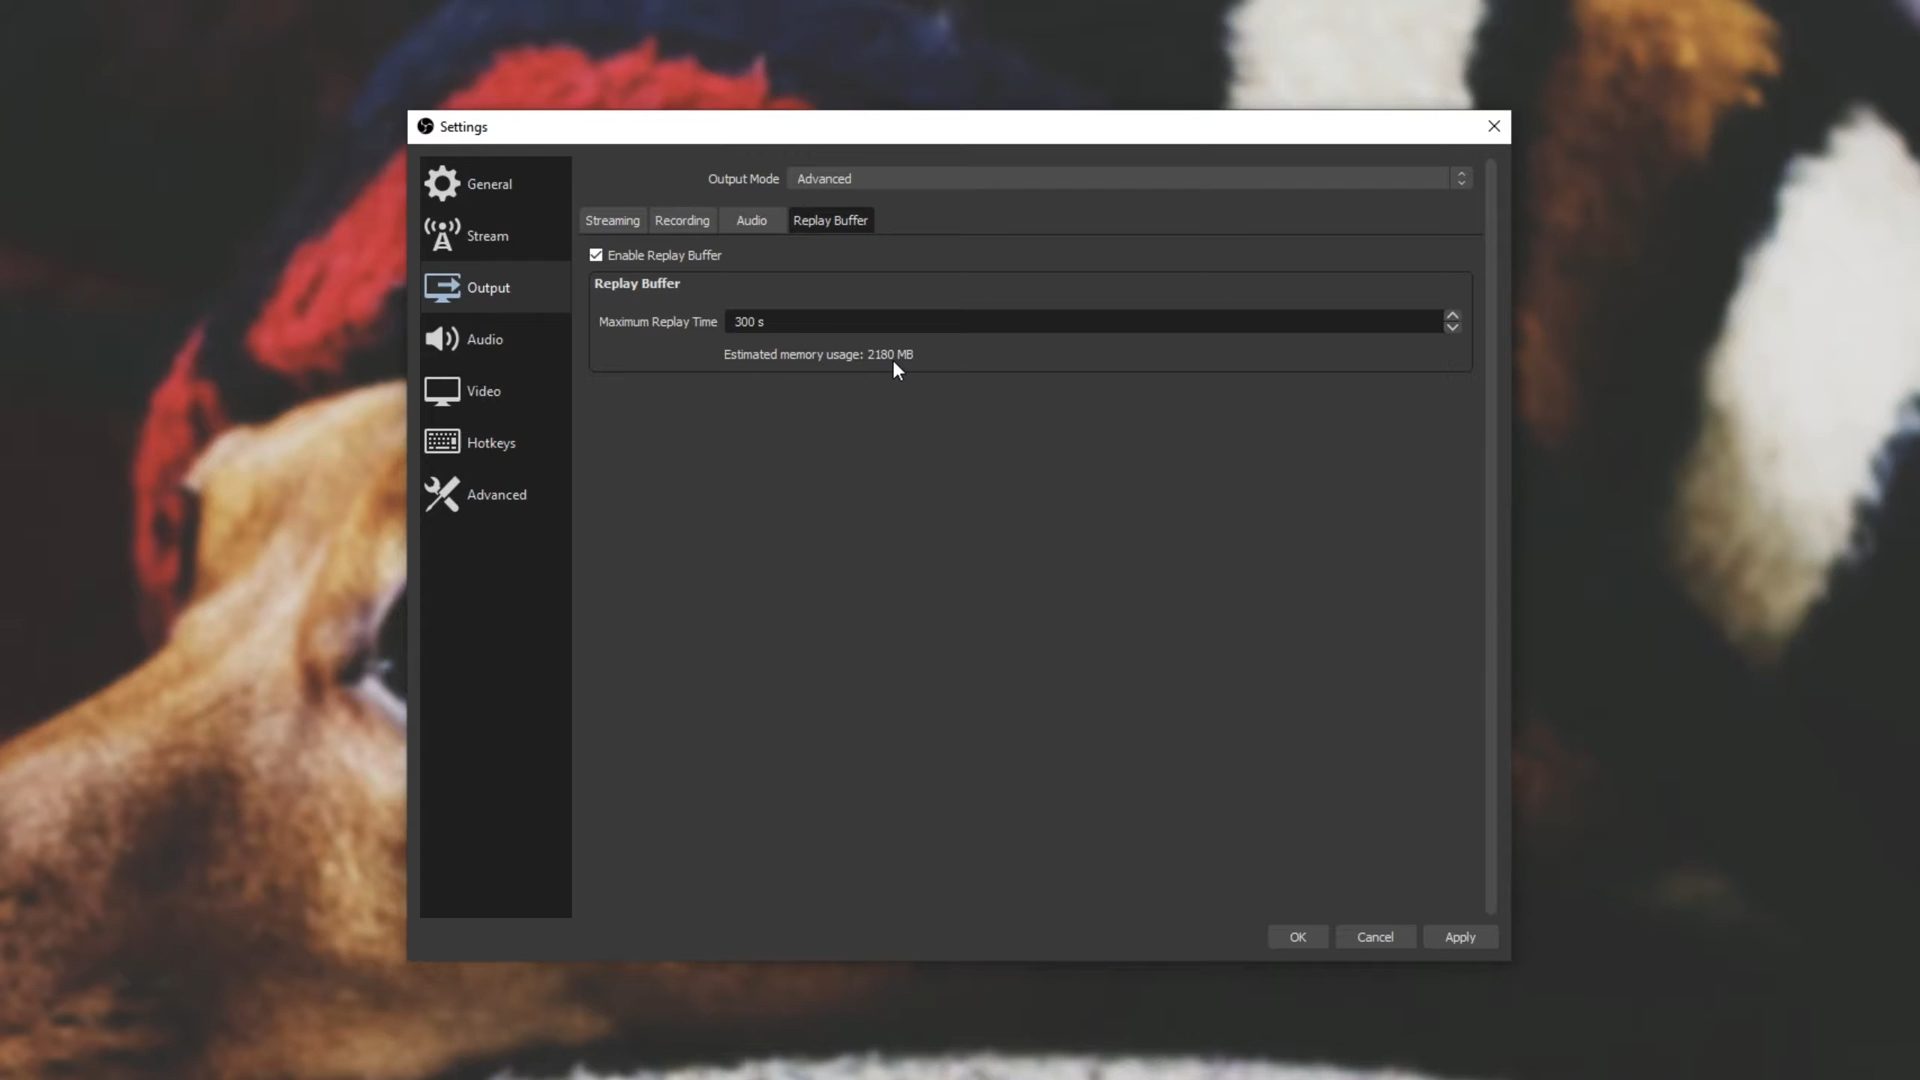 Settings
General
Stream
Output
Audio
Video
Hotkeys
Advanced
Output Mode Advanced
Streaming Recording Audio Replay Buffer
Enable Replay Buffer
Replay Buffer
Maximum Replay Time 300 s
Estimated memory usage: 2180 MB
OK Cancel Apply